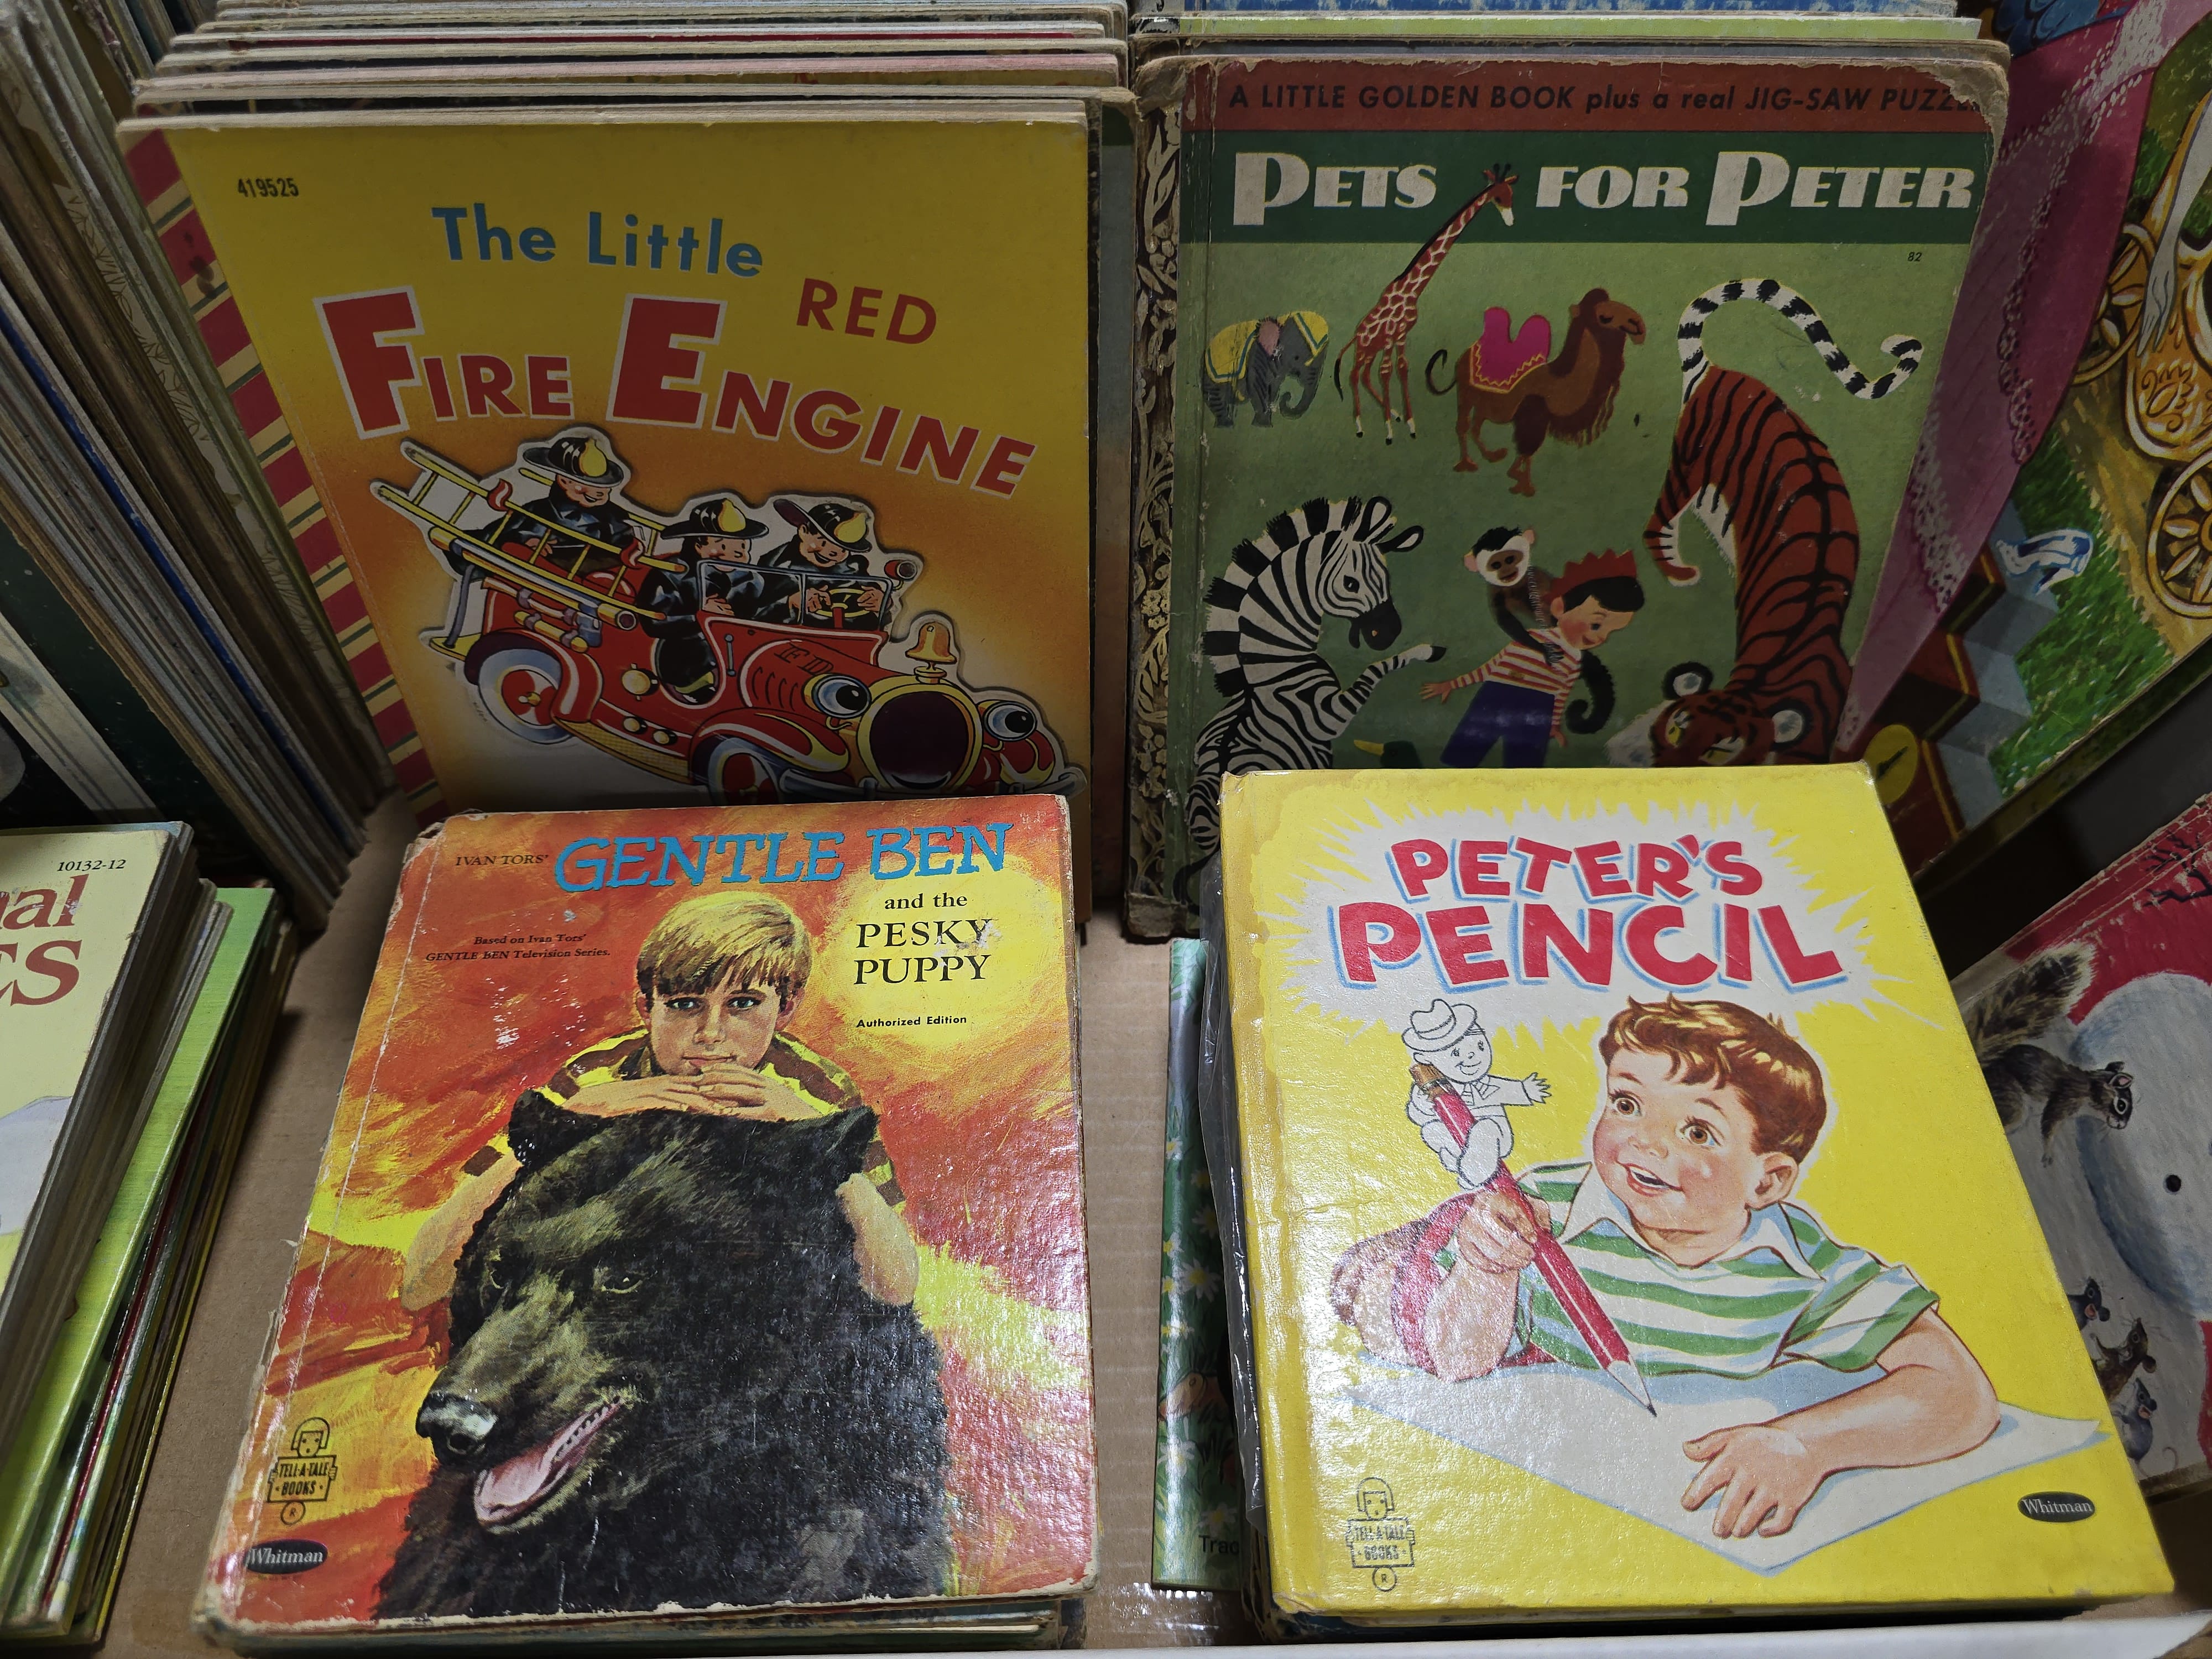 419525
The Little
RED
FIRE ENGINE
FD
A LITTLE GOLDEN BOOK plus a real JIG-SAW
PETS FOR PETER
82
10132-12
IVAN TORS' GENTLE BEN
and the
PESKY
PUPPY
Based on Ivan Tors'
GENTLE BEN Television Series.
Authorized Edition
TELL-A-TALE
BOOKS
R
Whitman
PETER'S
PENCIL
TELL-A-TALE
BOOKS
R
Whitman